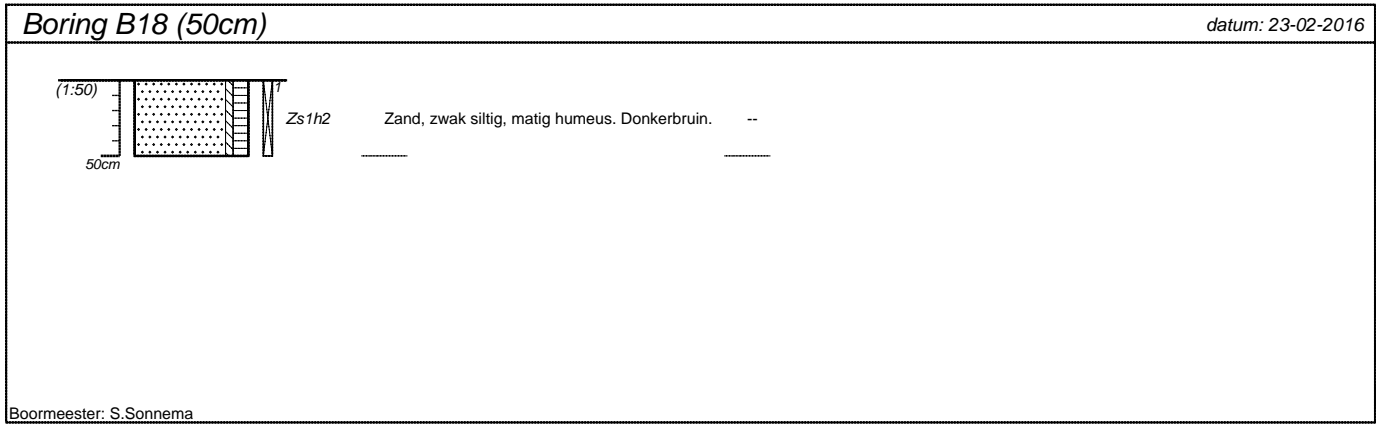 Boring B18 (50cm) datum: 23-02-2016
(1:50) 1
Zs1h2 Zand, zwak siltig, matig humeus. Donkerbruin. --
50cm
Boormeester: S.Sonnema